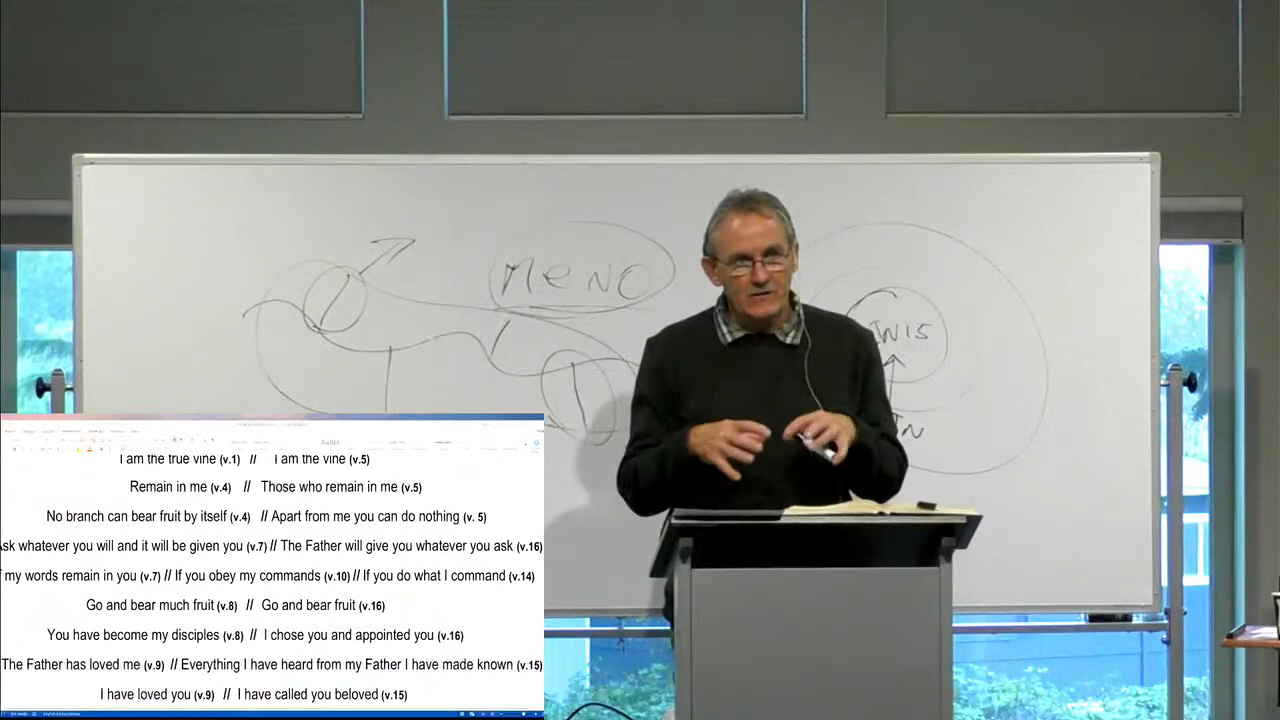 MENO
JN 15
I am the true vine (v.1) // I am the vine (v.5)
Remain in me (v.4) // Those who remain in me (v.5)
No branch can bear fruit by itself (v.4) // Apart from me you can do nothing (v. 5)
sk whatever you will and it will be given you (v.7) // The Father will give you whatever you ask (v.16)
my words remain in you (v.7) // If you obey my commands (v.10) // If you do what I command (v.14)
Go and bear much fruit (v.8) // Go and bear fruit (v.16)
You have become my disciples (v.8) // I chose you and appointed you (v.16)
The Father has loved me (v.9) // Everything I have heard from my Father I have made known (v.15)
I have loved you (v.9) // I have called you beloved (v.15)